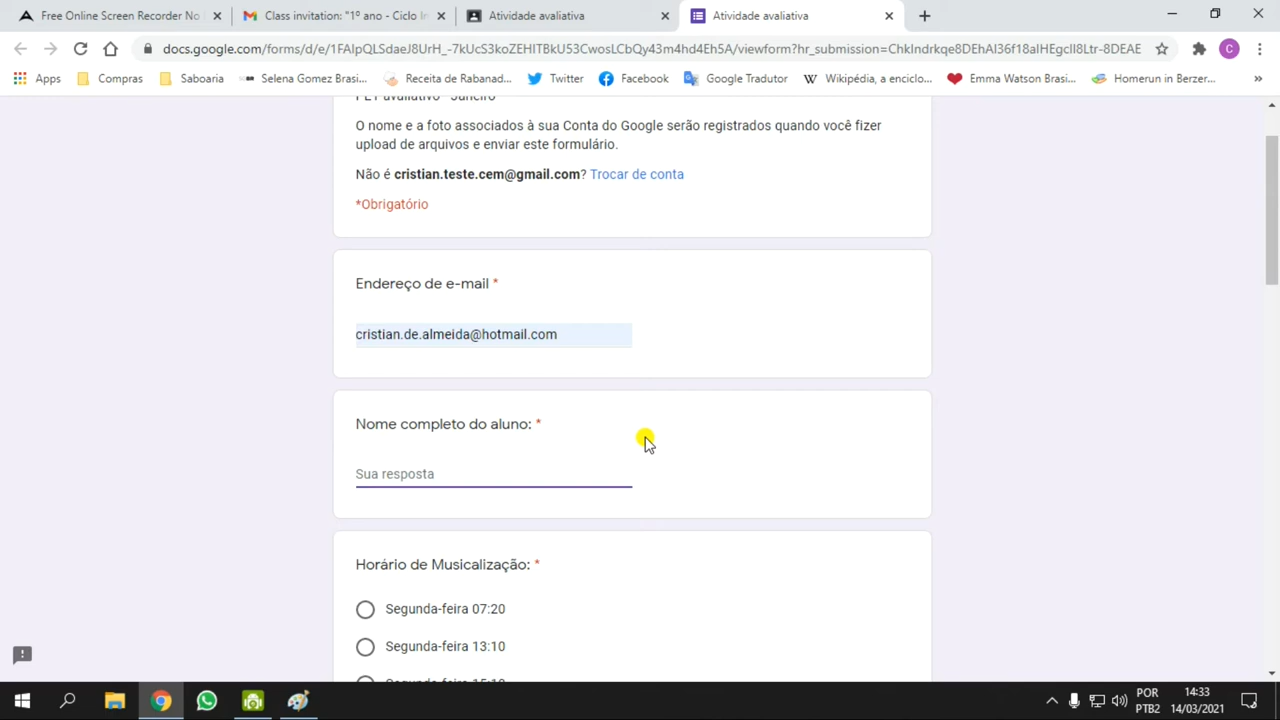 Free Online Screen Recorder No
Class invitation: "1º ano - Ciclo In
Atividade avaliativa
Atividade avaliativa
docs.google.com/forms/d/e/1FAIpQLSdaeJ8UrH_-7kUcS3koZEHITBkU53CwosLCbQy43m4hd4Eh5A/viewform?hr_submission=ChkIndrkqe8DEhAI36f18alHEgcIl8Ltr-8DEAE
Apps
Compras
Saboaria
Selena Gomez Brasi...
Receita de Rabanad...
Twitter
Facebook
Google Tradutor
Wikipédia, a enciclo...
Emma Watson Brasi...
Homerun in Berzer...
»
PET avaliativo - Janeiro
O nome e a foto associados à sua Conta do Google serão registrados quando você fizer
upload de arquivos e enviar este formulário.
Não é cristian.teste.cem@gmail.com? Trocar de conta
*Obrigatório
Endereço de e-mail *
cristian.de.almeida@hotmail.com
Nome completo do aluno: *
Sua resposta
Horário de Musicalização: *
Segunda-feira 07:20
Segunda-feira 13:10
POR
PTB2
14:33
14/03/2021